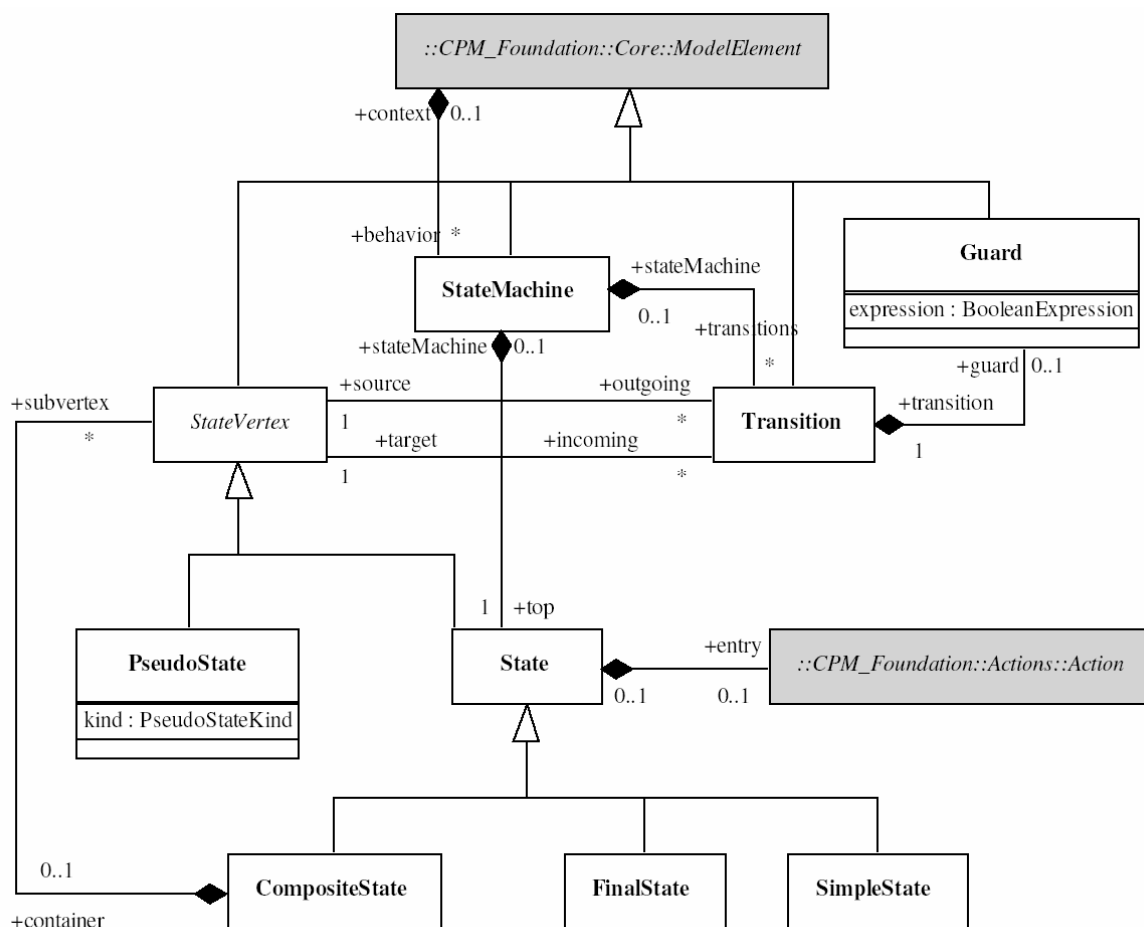 ::CPM_Foundation::Core::ModelElement
+context
0..1
+behavior
*
StateMachine
+stateMachine
0..1
+transitions
*
Guard
expression : BooleanExpression
+guard
0..1
+stateMachine
0..1
+subvertex
*
StateVertex
+source
1
+outgoing
*
+target
1
+incoming
*
Transition
+transition
1
1
+top
PseudoState
kind : PseudoStateKind
State
+entry
0..1
0..1
::CPM_Foundation::Actions::Action
0..1
+container
CompositeState
FinalState
SimpleState